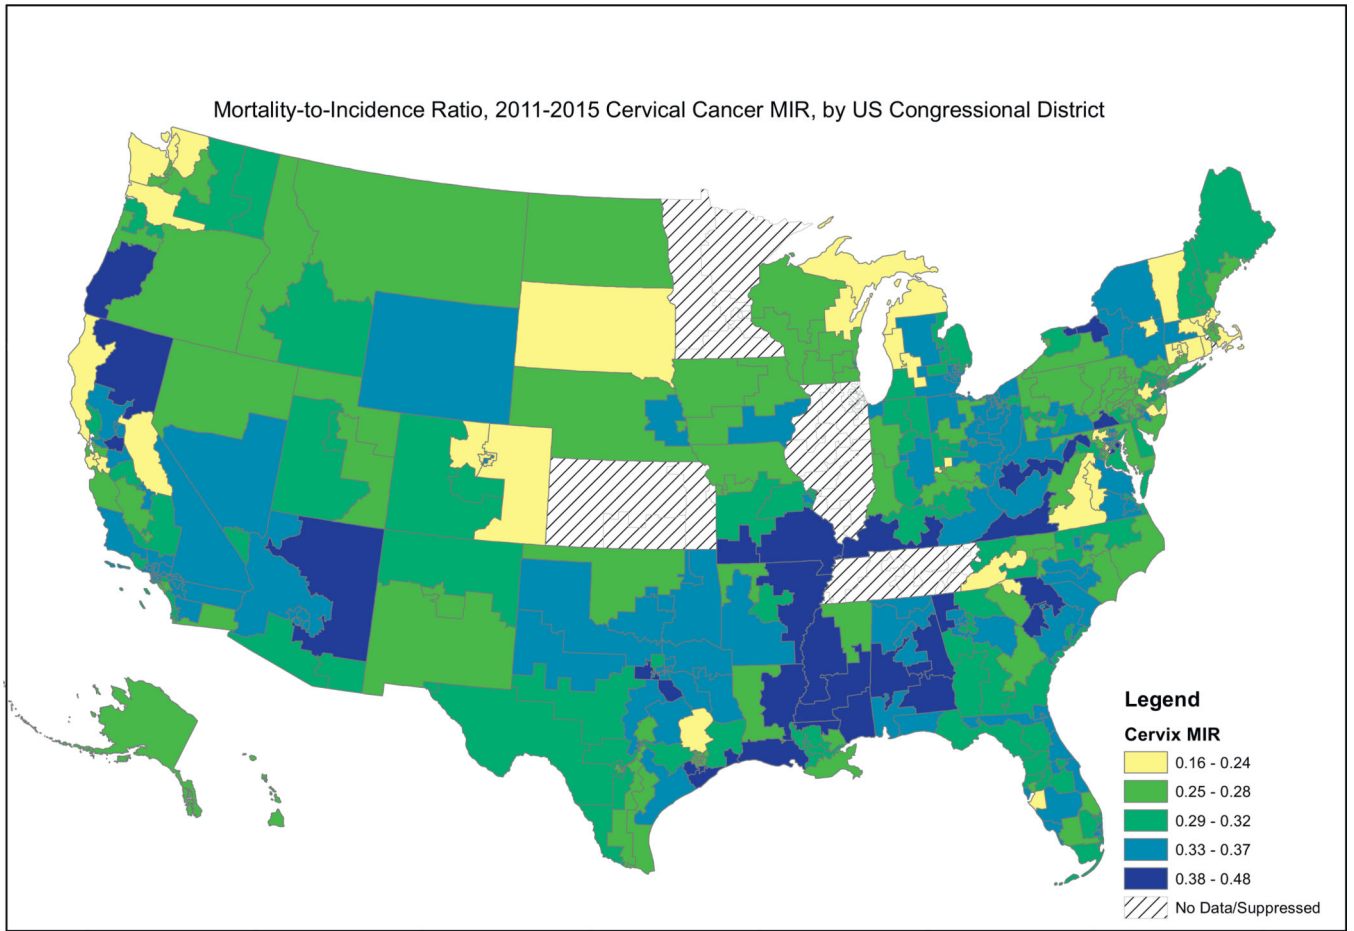 Mortality-to-Incidence Ratio, 2011-2015 Cervical Cancer MIR, by US Congressional District
Legend
Cervix MIR
0.16 - 0.24
0.25 - 0.28
0.29 - 0.32
0.33 - 0.37
0.38 - 0.48
No Data/Suppressed